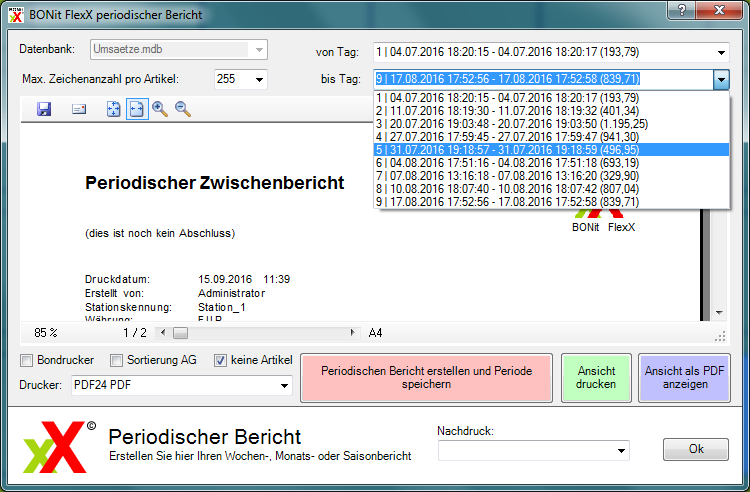 BONit FlexX periodischer Bericht
Datenbank: Umsaetze.mdb
von Tag: 1 | 04.07.2016 18:20:15 - 04.07.2016 18:20:17 (193,79)
Max. Zeichenanzahl pro Artikel: 255
bis Tag: 9 | 17.08.2016 17:52:56 - 17.08.2016 17:52:58 (839,71)
1 | 04.07.2016 18:20:15 - 04.07.2016 18:20:17 (193,79)
2 | 11.07.2016 18:19:30 - 11.07.2016 18:19:32 (401,34)
3 | 20.07.2016 19:03:48 - 20.07.2016 19:03:50 (1.195,25)
4 | 27.07.2016 17:59:45 - 27.07.2016 17:59:47 (941,30)
5 | 31.07.2016 19:18:57 - 31.07.2016 19:18:59 (496,95)
6 | 04.08.2016 17:51:16 - 04.08.2016 17:51:18 (693,19)
7 | 07.08.2016 13:16:18 - 07.08.2016 13:16:20 (329,90)
8 | 10.08.2016 18:07:40 - 10.08.2016 18:07:42 (807,04)
9 | 17.08.2016 17:52:56 - 17.08.2016 17:52:58 (839,71)
Periodischer Zwischenbericht
BONit FlexX
(dies ist noch kein Abschluss)
Druckdatum: 15.09.2016 11:39
Erstellt von: Administrator
Stationskennung: Station_1
Währung: EUR
85 % 1 / 2 A4
Bondrucker Sortierung AG keine Artikel
Drucker: PDF24 PDF
Periodischen Bericht erstellen und Periode
speichern
Ansicht
drucken
Ansicht als PDF
anzeigen
XX ©
Periodischer Bericht
Erstellen Sie hier Ihren Wochen-, Monats- oder Saisonbericht
Nachdruck:
Ok